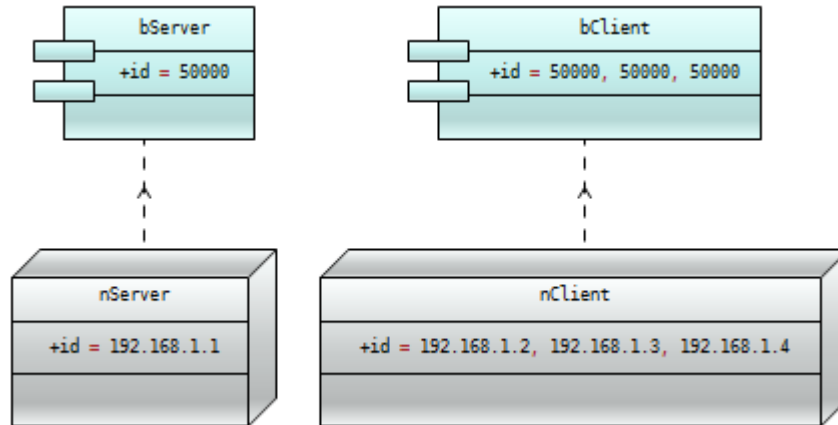 bServer
+id = 50000
bClient
+id = 50000, 50000, 50000
nServer
+id = 192.168.1.1
nClient
+id = 192.168.1.2, 192.168.1.3, 192.168.1.4